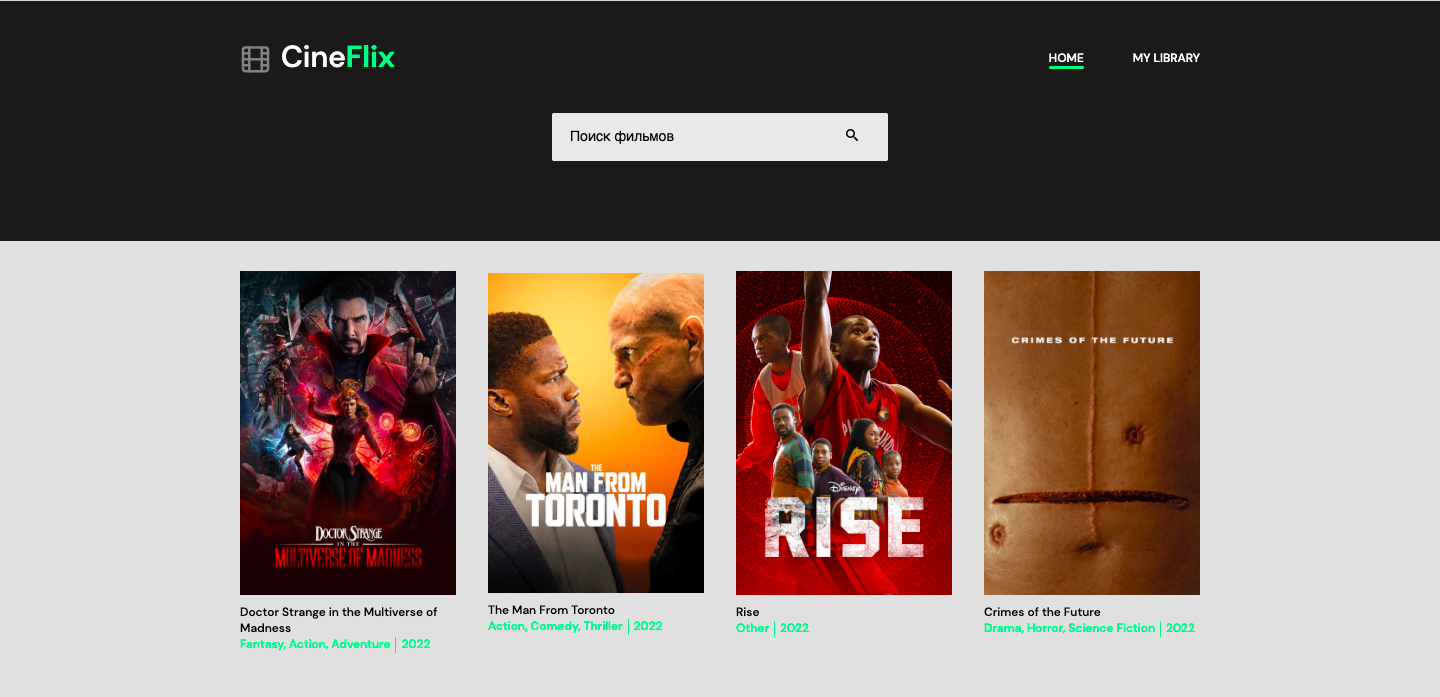 CineFlix
HOME
MY LIBRARY
Поиск фильмов
DOCTOR STRANGE
IN THE
MULTIVERSE OF MADNESS
THE
MAN FROM
TORONTO
DISNEY
RISE
CRIMES OF THE FUTURE
Doctor Strange in the Multiverse of
Madness
Fantasy, Action, Adventure | 2022
The Man From Toronto
Action, Comedy, Thriller | 2022
Rise
Other | 2022
Crimes of the Future
Drama, Horror, Science Fiction | 2022